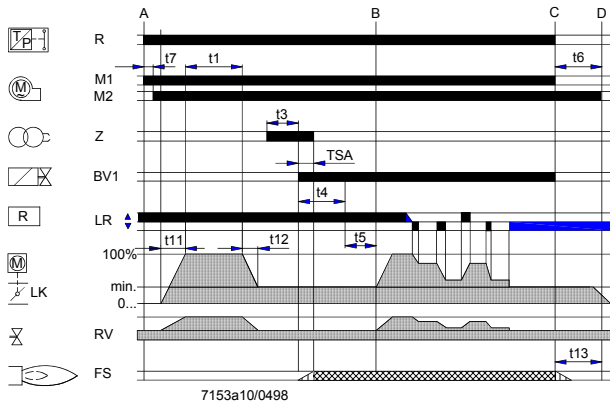 A B C D
T/P R
t7 t1 t6
M M1
M2
t3
Z
TSA
BV1
t4
R LR
t5
t11 t12
M 100%
LK min.
0...
RV
t13
FS
7153a10/0498